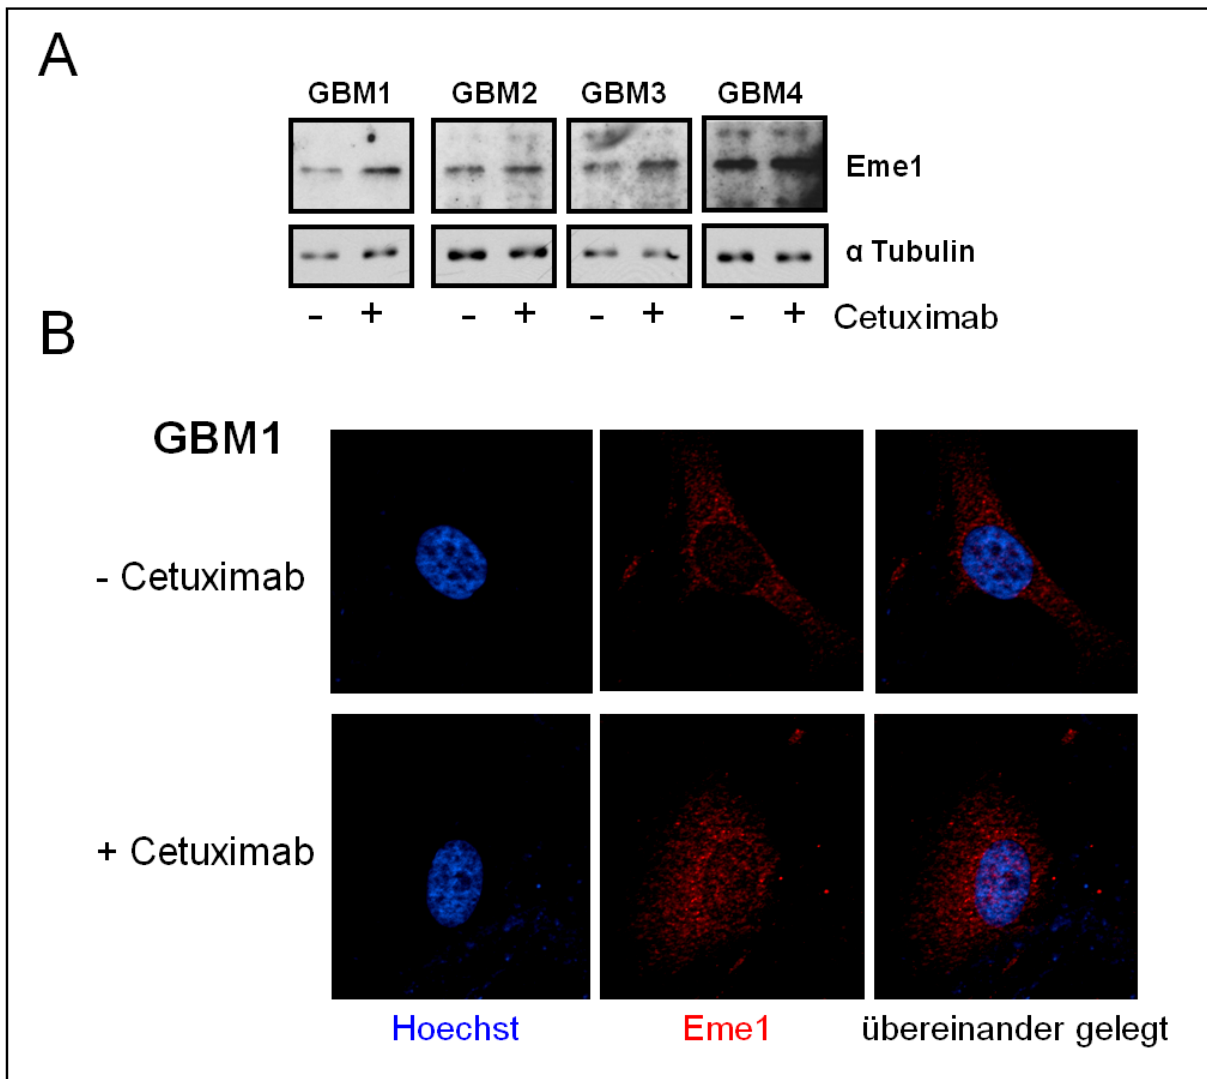 A
GBM1 GBM2 GBM3 GBM4
Eme1
α Tubulin
- + - + - + - + Cetuximab
B
GBM1
- Cetuximab
+ Cetuximab
Hoechst Eme1 übereinander gelegt